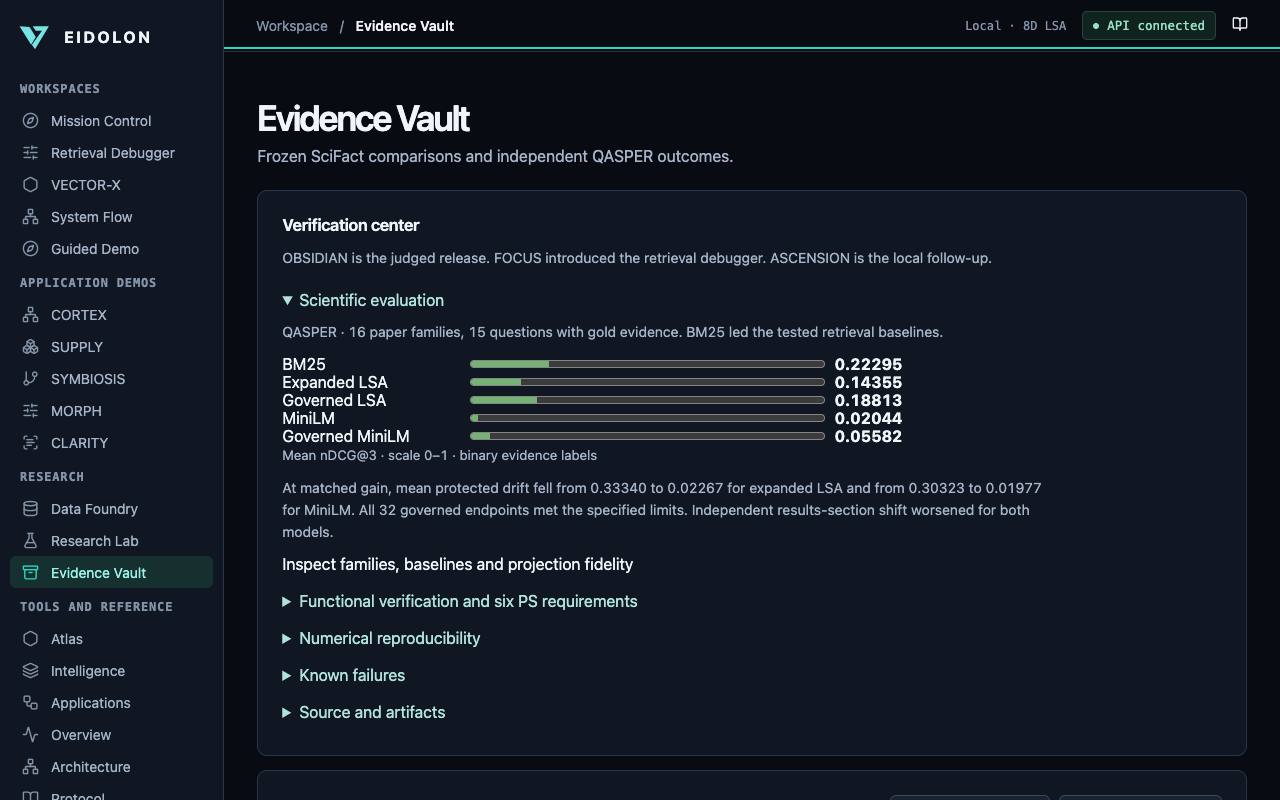 EIDOLON
WORKSPACES
Mission Control
Retrieval Debugger
VECTOR-X
System Flow
Guided Demo
APPLICATION DEMOS
CORTEX
SUPPLY
SYMBIOSIS
MORPH
CLARITY
RESEARCH
Data Foundry
Research Lab
Evidence Vault
TOOLS AND REFERENCE
Atlas
Intelligence
Applications
Overview
Architecture
Protocol
Workspace / Evidence Vault
Local · 8D LSA
● API connected
Evidence Vault
Frozen SciFact comparisons and independent QASPER outcomes.
Verification center
OBSIDIAN is the judged release. FOCUS introduced the retrieval debugger. ASCENSION is the local follow-up.
▼ Scientific evaluation
QASPER · 16 paper families, 15 questions with gold evidence. BM25 led the tested retrieval baselines.
BM25 0.22295
Expanded LSA 0.14355
Governed LSA 0.18813
MiniLM 0.02044
Governed MiniLM 0.05582
Mean nDCG@3 · scale 0–1 · binary evidence labels
At matched gain, mean protected drift fell from 0.33340 to 0.02267 for expanded LSA and from 0.30323 to 0.01977
for MiniLM. All 32 governed endpoints met the specified limits. Independent results-section shift worsened for both
models.
Inspect families, baselines and projection fidelity
▶ Functional verification and six PS requirements
▶ Numerical reproducibility
▶ Known failures
▶ Source and artifacts